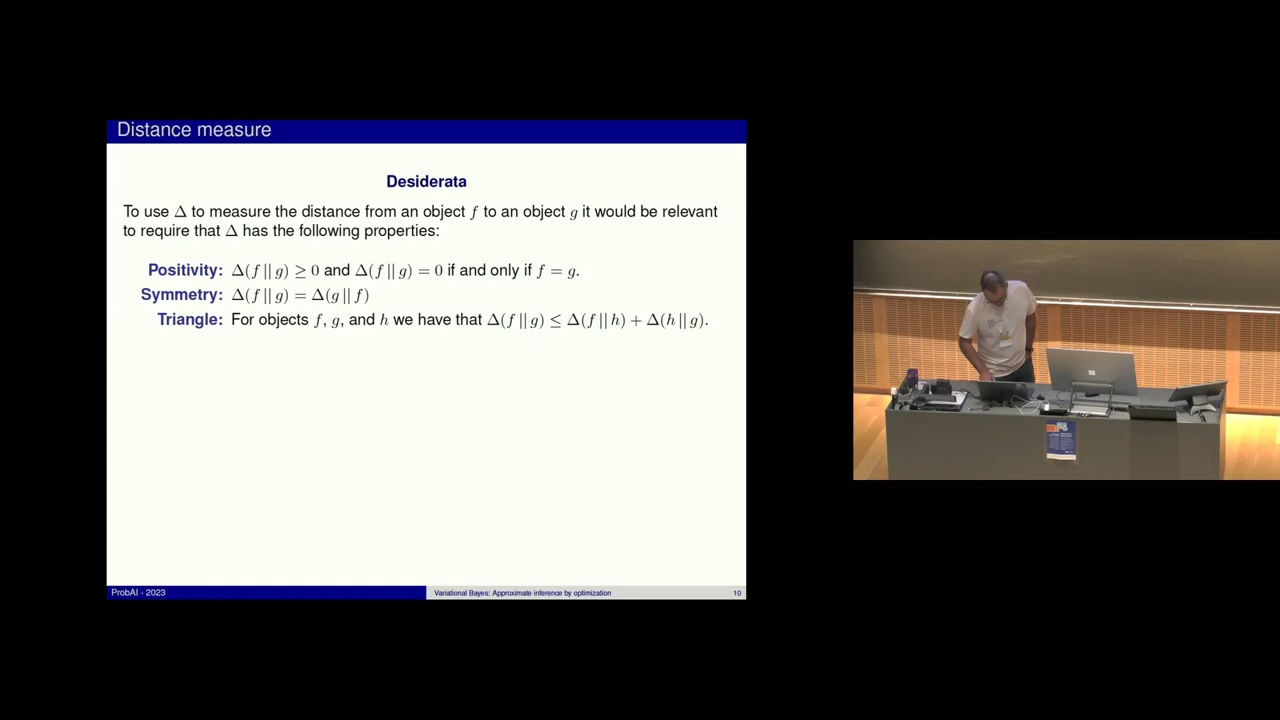 Distance measure
Desiderata
To use Δ to measure the distance from an object f to an object g it would be relevant
to require that Δ has the following properties:
Positivity: Δ(f || g) ≥ 0 and Δ(f || g) = 0 if and only if f = g.
Symmetry: Δ(f || g) = Δ(g || f)
Triangle: For objects f, g, and h we have that Δ(f || g) ≤ Δ(f || h) + Δ(h || g).
ProbAI - 2023
Variational Bayes: Approximate inference by optimization
10